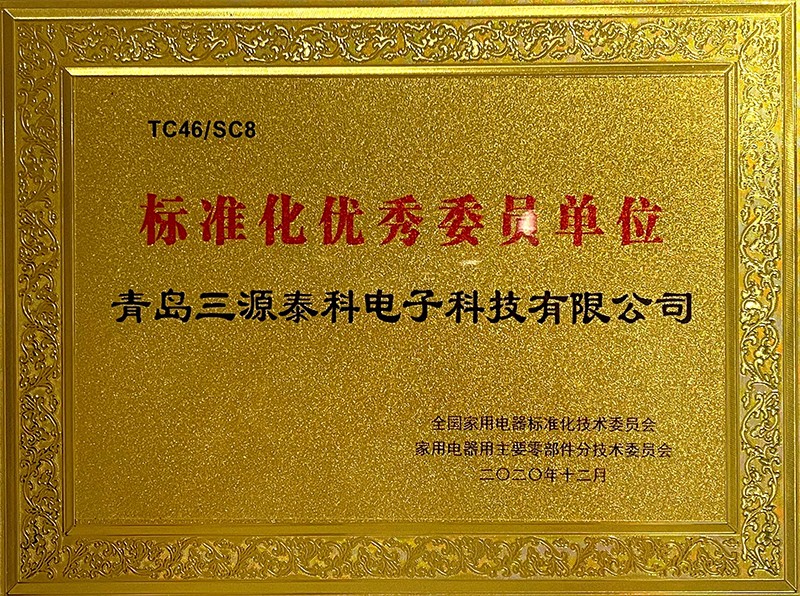 TC46/SC8
标准化优秀委员单位
青岛三源泰科电子科技有限公司
全国家用电器标准化技术委员会
家用电器用主要零部件分技术委员会
二〇二〇年十二月